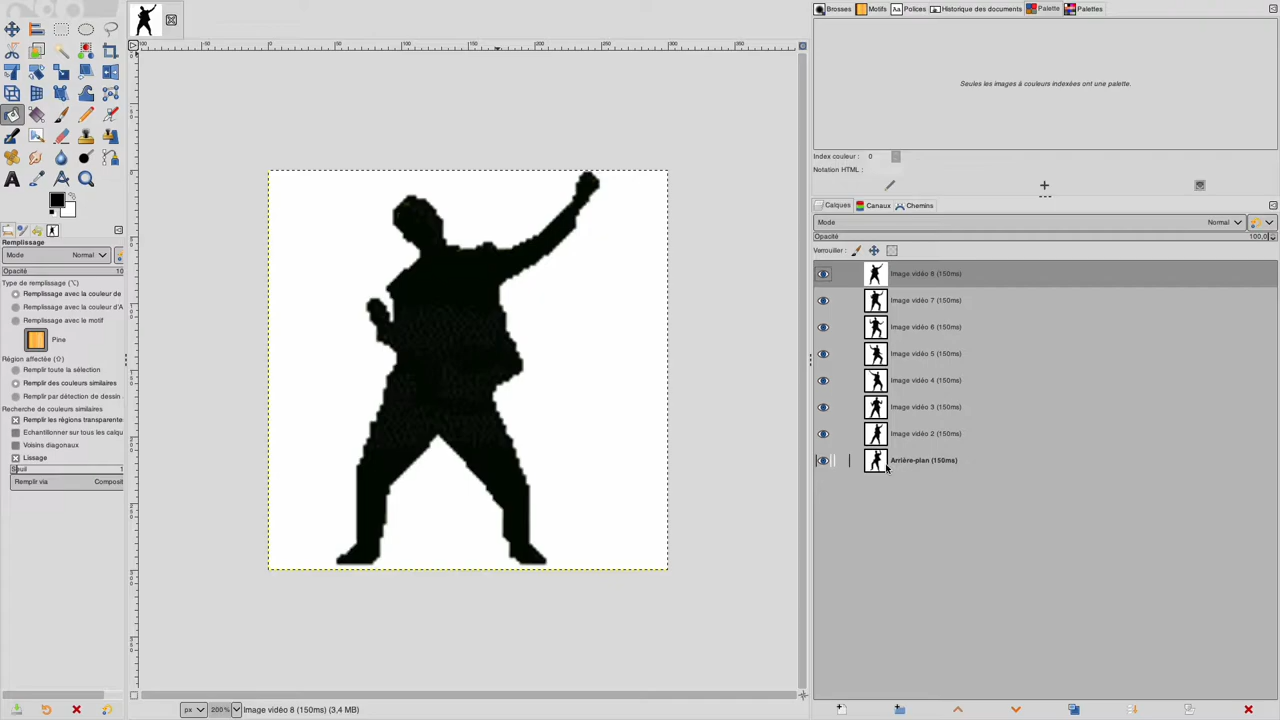 Brosses Motifs Aa Polices Historique des documents Palette Palettes
Seules les images à couleurs indexées ont une palette.
Index couleur : 0
Notation HTML :
Calques Canaux Chemins
Mode Normal
Opacité 100,0
Verrouiller :
Image vidéo 8 (150ms)
Image vidéo 7 (150ms)
Image vidéo 6 (150ms)
Image vidéo 5 (150ms)
Image vidéo 4 (150ms)
Image vidéo 3 (150ms)
Image vidéo 2 (150ms)
Arrière-plan (150ms)
Remplissage
Mode Normal
Opacité 10
Type de remplissage (⌥)
Remplissage avec la couleur de
Remplissage avec la couleur d'A
Remplissage avec le motif
Pine
Région affectée (⇧)
Remplir toute la sélection
Remplir des couleurs similaires
Remplir par détection de dessin
Recherche de couleurs similaires
Remplir les régions transparente
Echantillonner sur tous les calqu
Voisins diagonaux
Lissage
Seuil 1
Remplir via Composit
px 200% Image vidéo 8 (150ms) (3,4 MB)